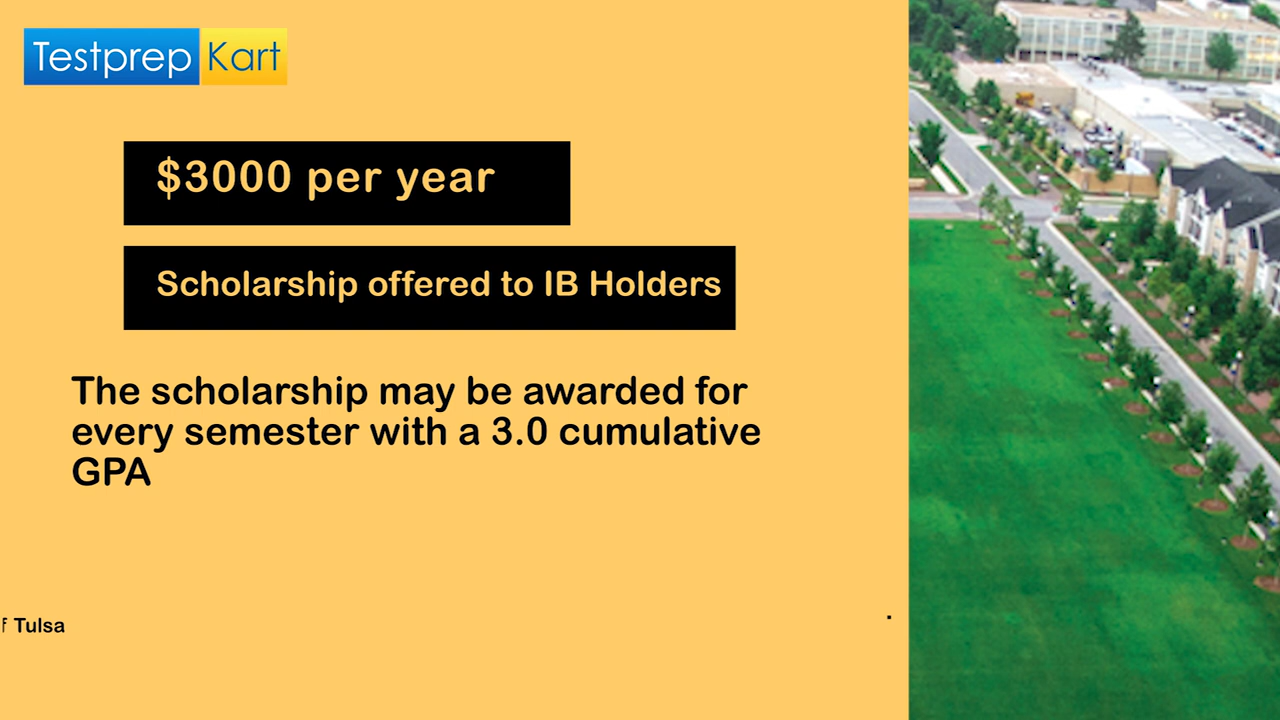 Testprep Kart
$3000 per year
Scholarship offered to IB Holders
The scholarship may be awarded for
every semester with a 3.0 cumulative
GPA
f Tulsa
.